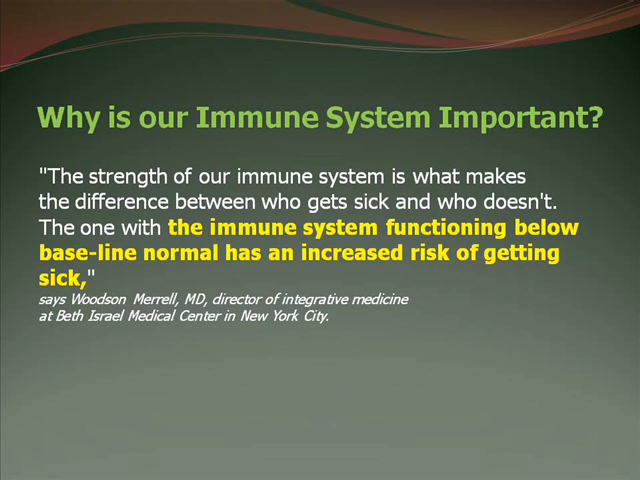 Why is our Immune System Important?
"The strength of our immune system is what makes
the difference between who gets sick and who doesn't.
The one with the immune system functioning below
base-line normal has an increased risk of getting
sick,"
says Woodson Merrell, MD, director of integrative medicine
at Beth Israel Medical Center in New York City.